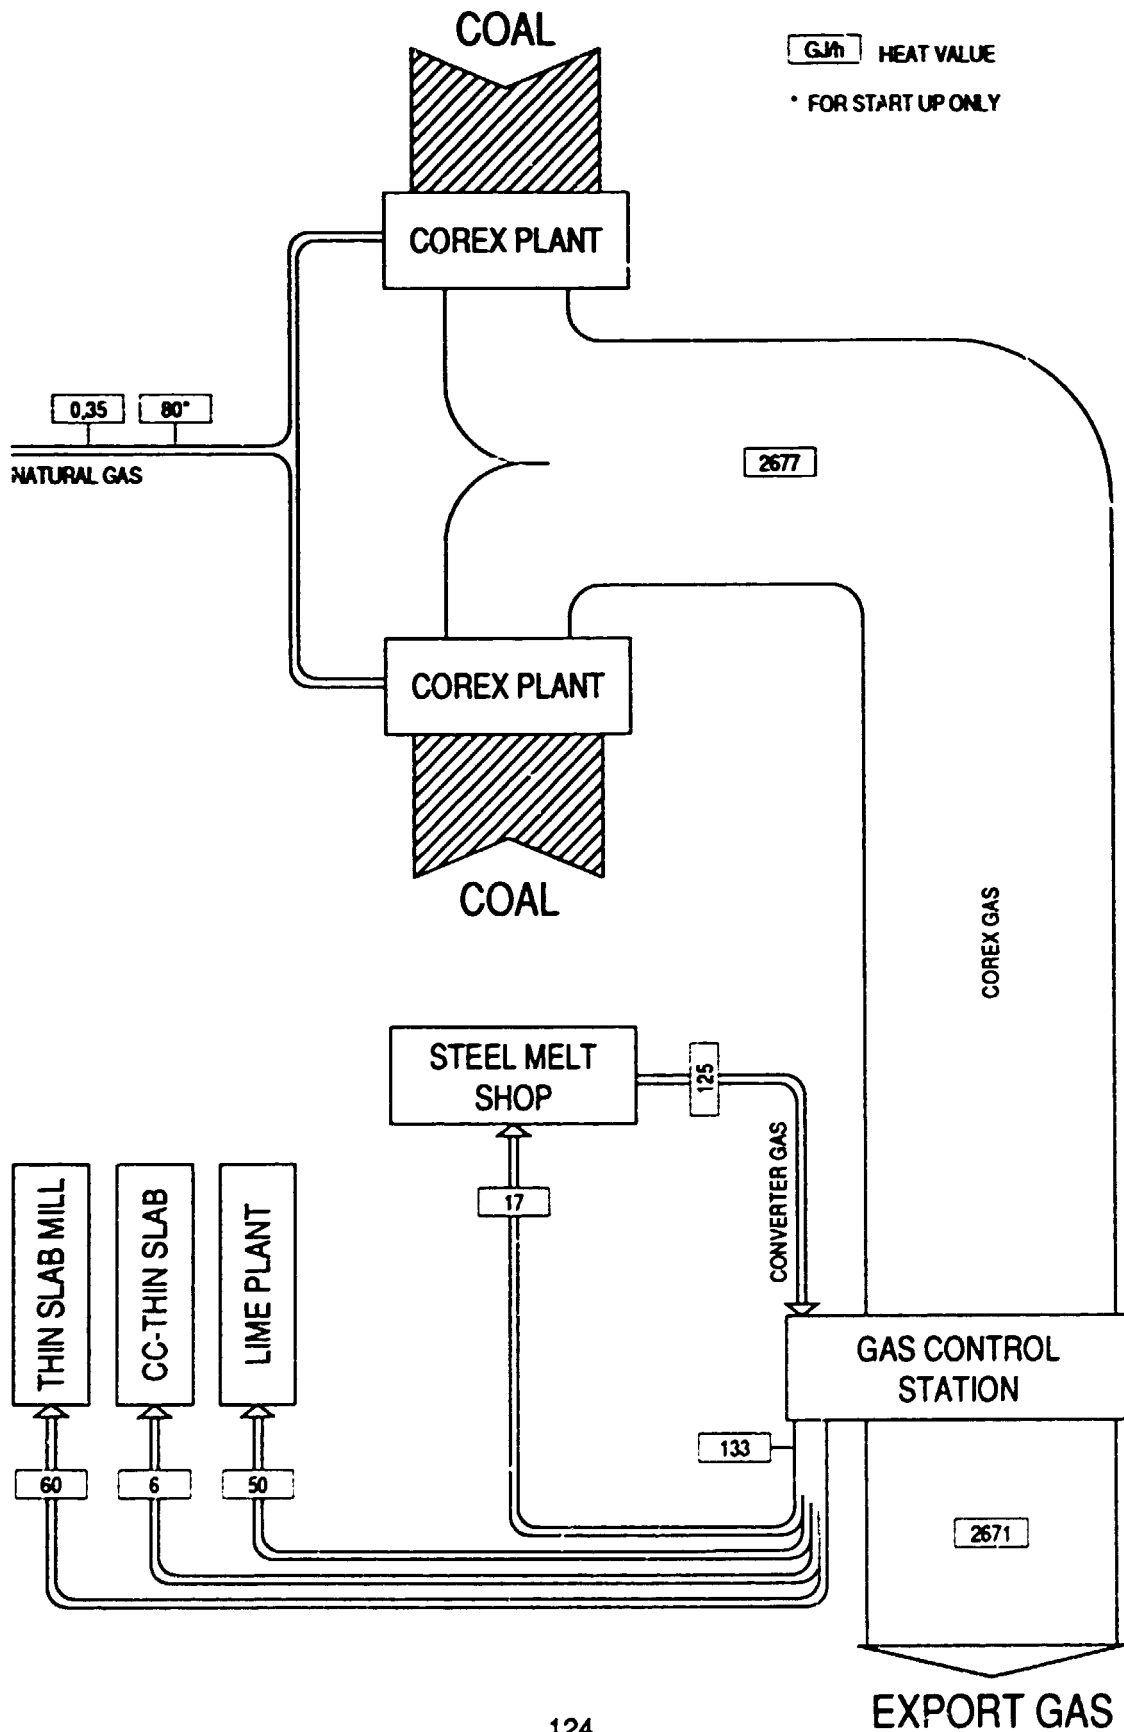 COAL
GJ/h HEAT VALUE
* FOR START UP ONLY
COREX PLANT
0,35 80*
NATURAL GAS
2677
COREX PLANT
COAL
COREX GAS
STEEL MELT
SHOP
125
CONVERTER GAS
17
THIN SLAB MILL
CC-THIN SLAB
LIME PLANT
GAS CONTROL
STATION
133
60
6
50
2671
EXPORT GAS
124